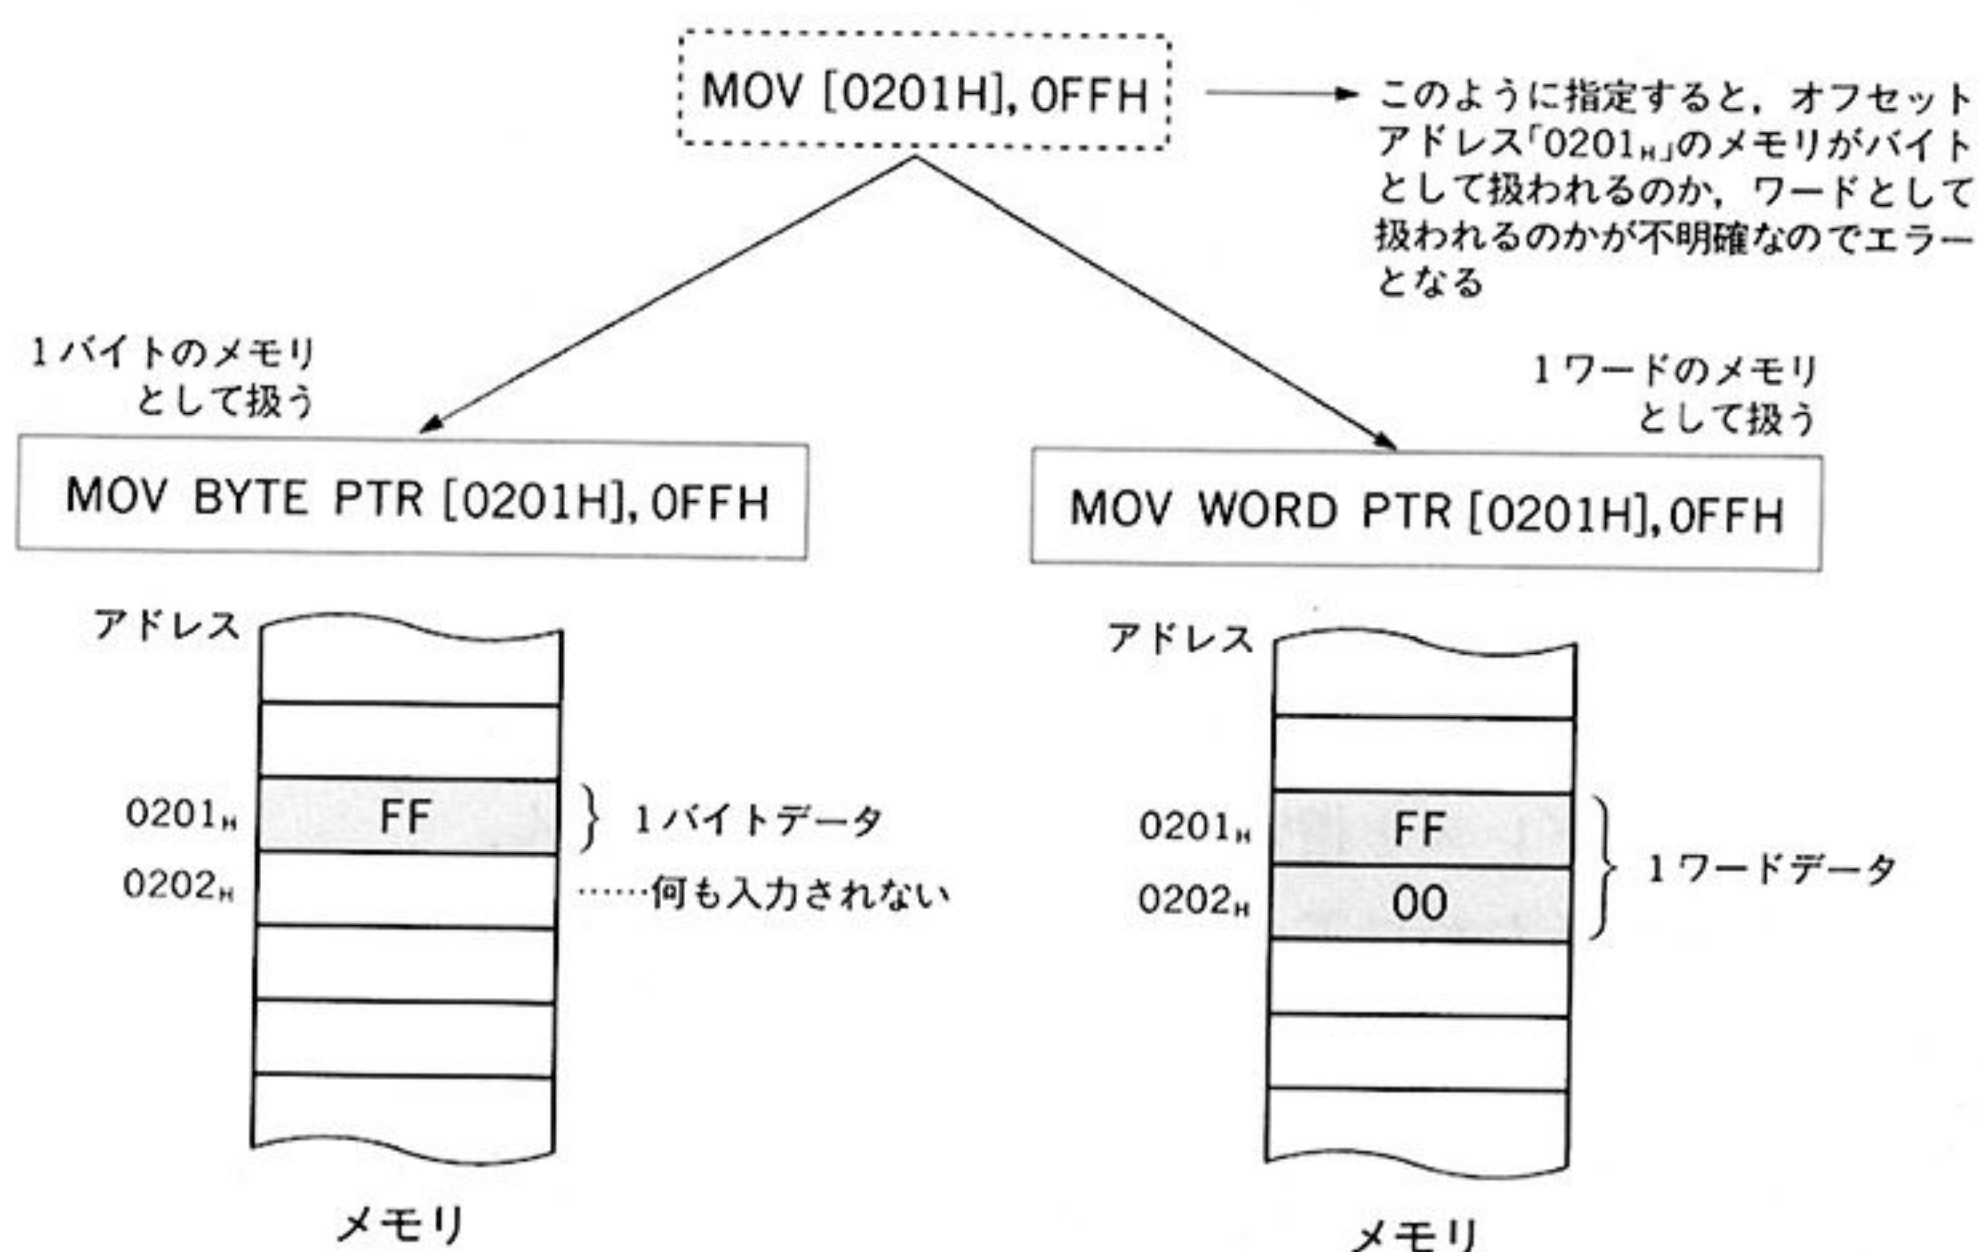 MOV [0201H], 0FFH
このように指定すると，オフセット
アドレス「0201H」のメモリがバイト
として扱われるのか，ワードとして
扱われるのかが不明確なのでエラー
となる
1バイトのメモリ
として扱う
MOV BYTE PTR [0201H], 0FFH
アドレス
0201H FF 1バイトデータ
0202H ……何も入力されない
メモリ
1ワードのメモリ
として扱う
MOV WORD PTR [0201H], 0FFH
アドレス
0201H FF
1ワードデータ
0202H 00
メモリ